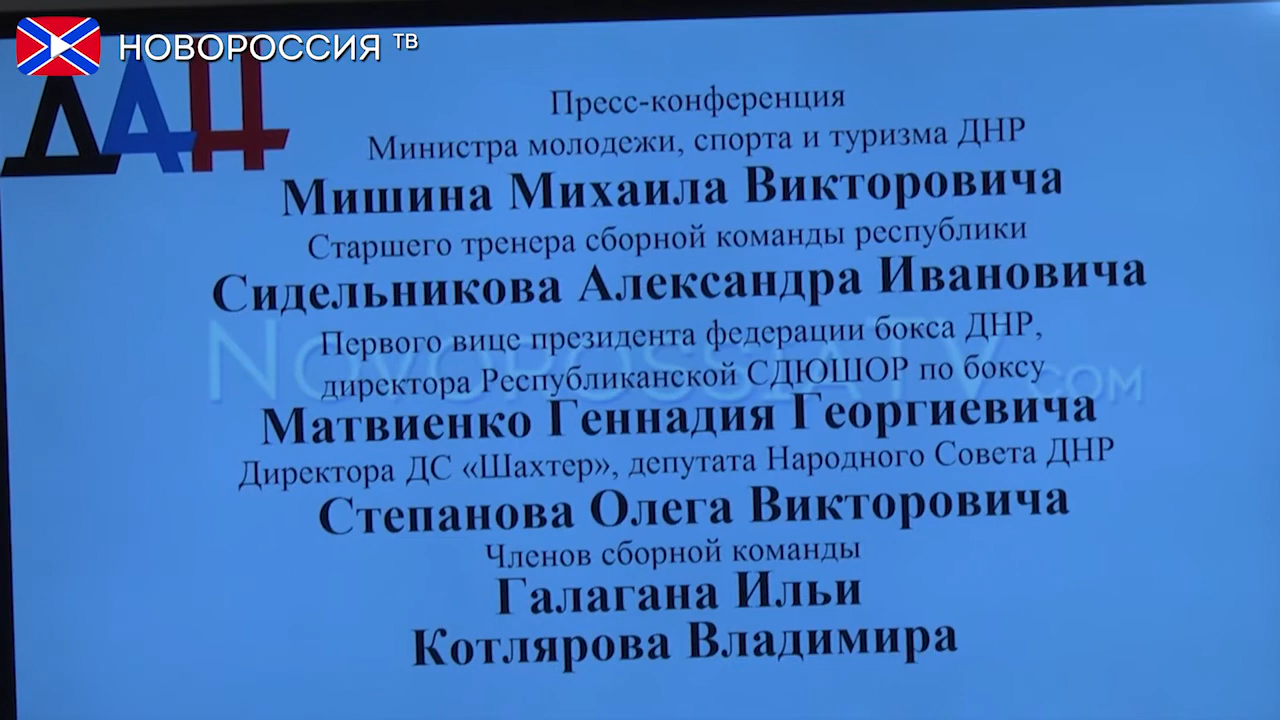 НОВОРОССИЯ ТВ
ДАН
Пресс-конференция
Министра молодежи, спорта и туризма ДНР
Мишина Михаила Викторовича
Старшего тренера сборной команды республики
Сидельникова Александра Ивановича
Первого вице президента федерации бокса ДНР,
директора Республиканской СДЮШОР по боксу
NOVOROSSIATV.COM
Матвиенко Геннадия Георгиевича
Директора ДС «Шахтер», депутата Народного Совета ДНР
Степанова Олега Викторовича
Членов сборной команды
Галагана Ильи
Котлярова Владимира